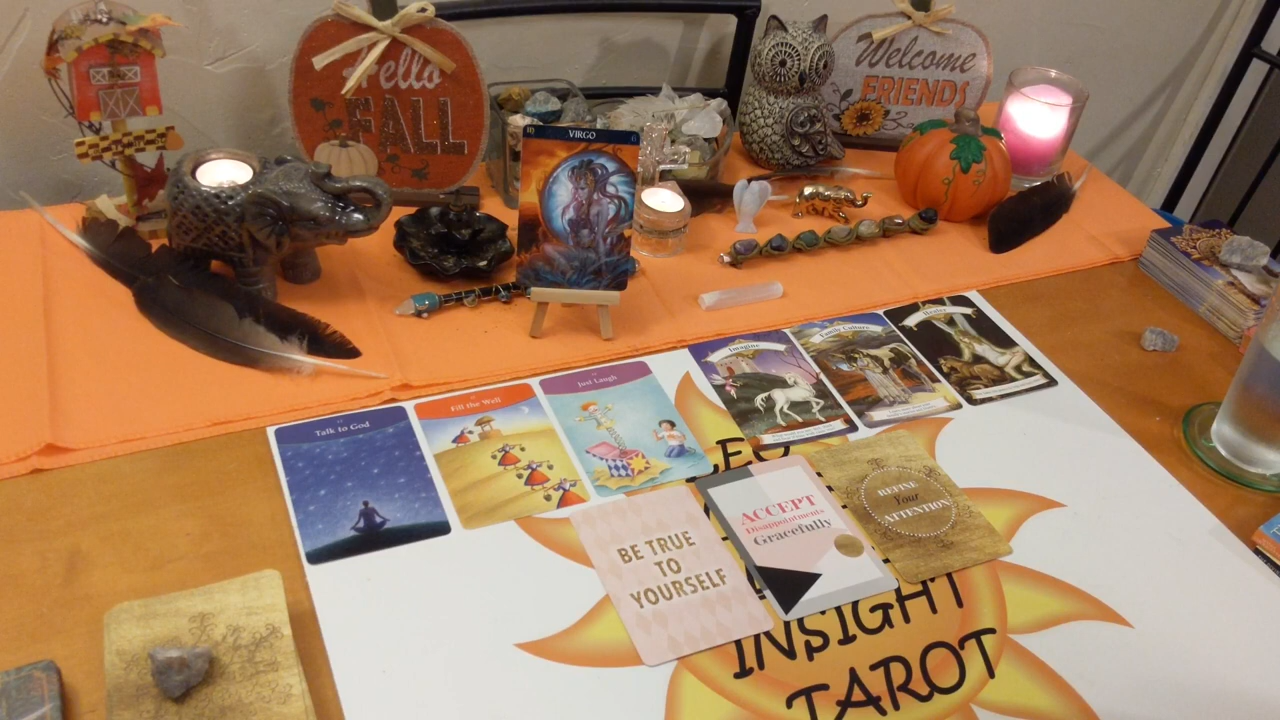 Hello
FALL
Welcome
FRIENDS
VIRGO
Talk to God
Fill the Well
Just Laugh
Imagine
Family Culture
Healer
BE TRUE
TO
YOURSELF
ACCEPT
Disappointments
Gracefully
REFINE
Your
ATTENTION
INSIGHT
TAROT